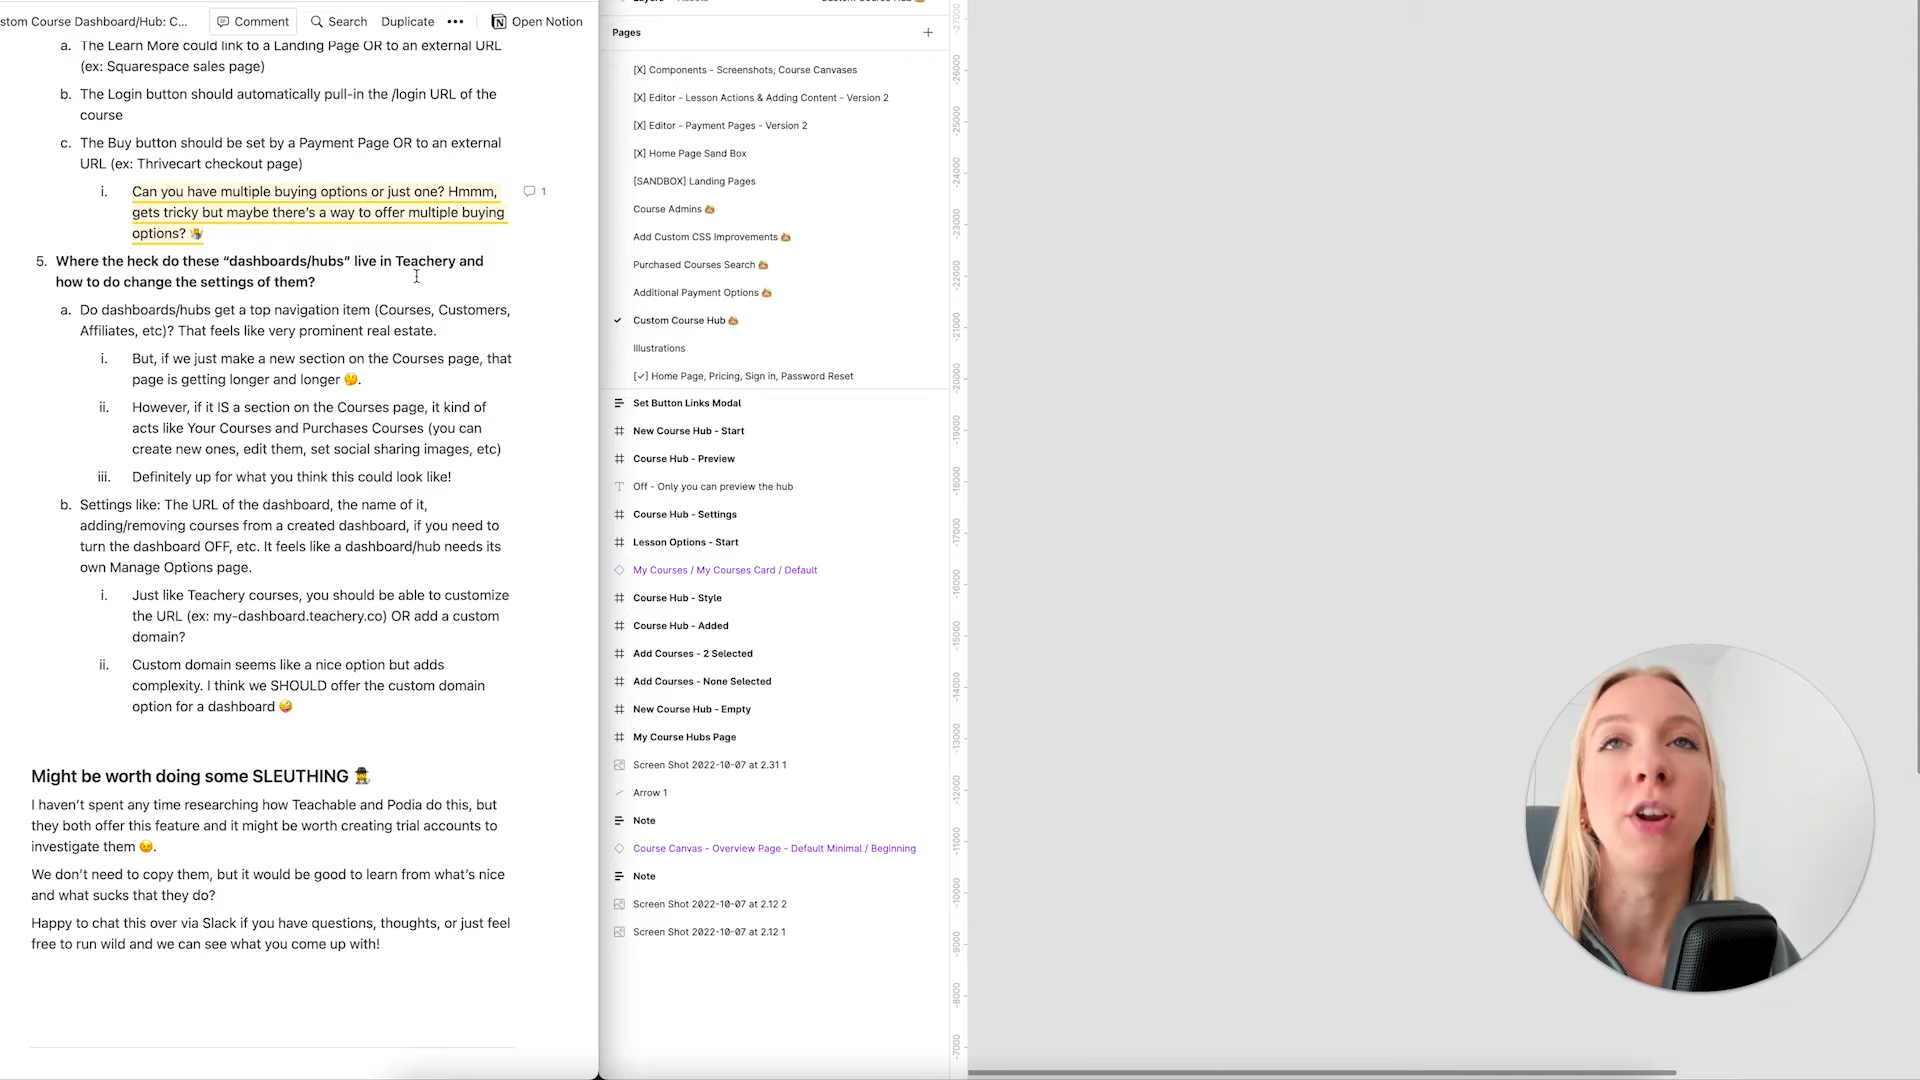 stom Course Dashboard/Hub: C...
Comment
Search
Duplicate
•••
Open Notion
a. The Learn More could link to a Landing Page OR to an external URL
(ex: Squarespace sales page)
b. The Login button should automatically pull-in the /login URL of the
course
c. The Buy button should be set by a Payment Page OR to an external
URL (ex: Thrivecart checkout page)
i. Can you have multiple buying options or just one? Hmmm,
gets tricky but maybe there's a way to offer multiple buying
options? 🤹
1
5. Where the heck do these “dashboards/hubs” live in Teachery and
how to do change the settings of them?
a. Do dashboards/hubs get a top navigation item (Courses, Customers,
Affiliates, etc)? That feels like very prominent real estate.
i. But, if we just make a new section on the Courses page, that
page is getting longer and longer 🤔.
ii. However, if it IS a section on the Courses page, it kind of
acts like Your Courses and Purchases Courses (you can
create new ones, edit them, set social sharing images, etc)
iii. Definitely up for what you think this could look like!
b. Settings like: The URL of the dashboard, the name of it,
adding/removing courses from a created dashboard, if you need to
turn the dashboard OFF, etc. It feels like a dashboard/hub needs its
own Manage Options page.
i. Just like Teachery courses, you should be able to customize
the URL (ex: my-dashboard.teachery.co) OR add a custom
domain?
ii. Custom domain seems like a nice option but adds
complexity. I think we SHOULD offer the custom domain
option for a dashboard 🤪
Might be worth doing some SLEUTHING 🕵️
I haven't spent any time researching how Teachable and Podia do this, but
they both offer this feature and it might be worth creating trial accounts to
investigate them 😉.
We don't need to copy them, but it would be good to learn from what's nice
and what sucks that they do?
Happy to chat this over via Slack if you have questions, thoughts, or just feel
free to run wild and we can see what you come up with!
Pages
[X] Components - Screenshots, Course Canvases
[X] Editor - Lesson Actions & Adding Content - Version 2
[X] Editor - Payment Pages - Version 2
[X] Home Page Sand Box
[SANDBOX] Landing Pages
Course Admins
Add Custom CSS Improvements
Purchased Courses Search
Additional Payment Options
Custom Course Hub
Illustrations
[✓] Home Page, Pricing, Sign in, Password Reset
Set Button Links Modal
New Course Hub - Start
Course Hub - Preview
Off - Only you can preview the hub
Course Hub - Settings
Lesson Options - Start
My Courses / My Courses Card / Default
Course Hub - Style
Course Hub - Added
Add Courses - 2 Selected
Add Courses - None Selected
New Course Hub - Empty
My Course Hubs Page
Screen Shot 2022-10-07 at 2.31 1
Arrow 1
Note
Course Canvas - Overview Page - Default Minimal / Beginning
Note
Screen Shot 2022-10-07 at 2.12 2
Screen Shot 2022-10-07 at 2.12 1
-27000
-26000
-25000
-24000
-23000
-22000
-21000
-20000
-19000
-18000
-17000
-16000
-15000
-14000
-13000
-12000
-11000
-10000
-9000
-8000
-7000